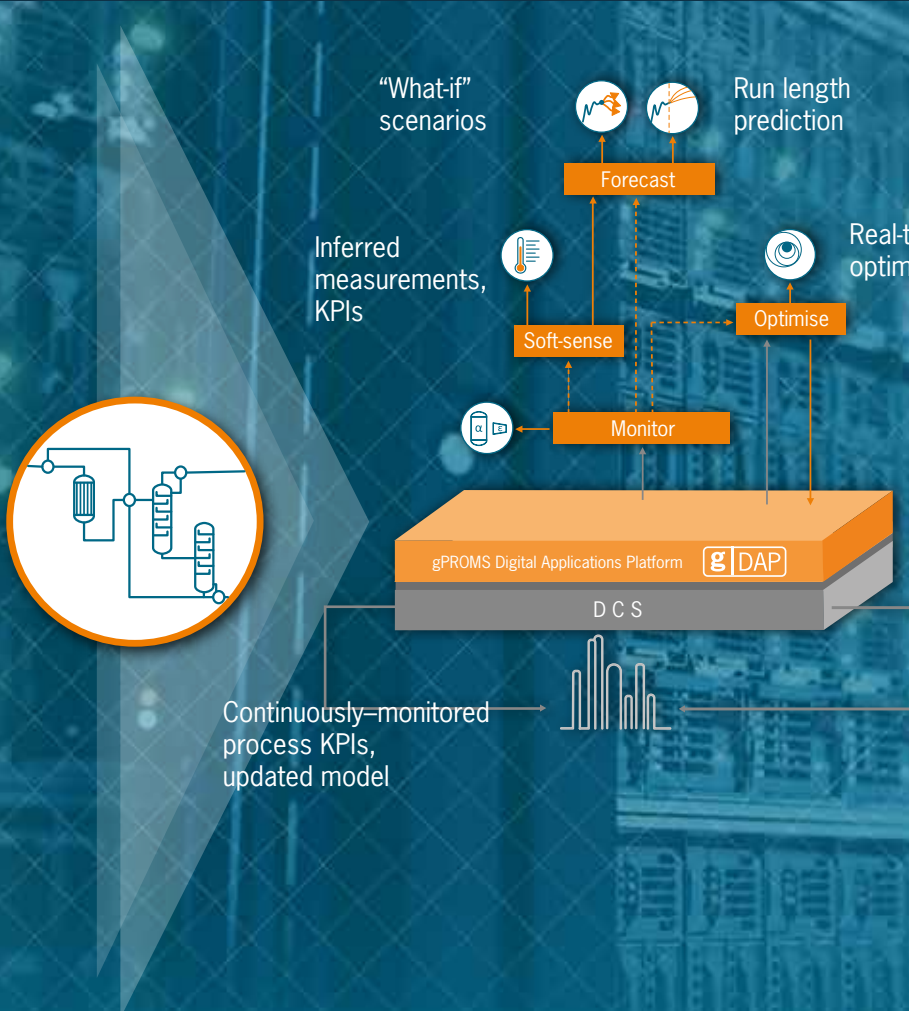 “What-if”
scenarios
Run length
prediction
Forecast
Inferred
measurements,
KPIs
Real-t
optim
Optimise
Soft-sense
α ε
Monitor
gPROMS Digital Applications Platform g DAP
DCS
Continuously–monitored
process KPIs,
updated model